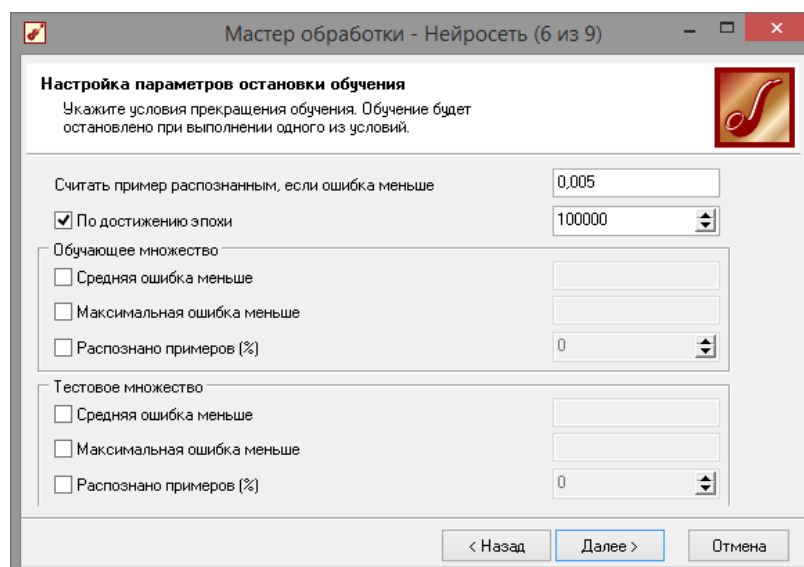 Мастер обработки - Нейросеть (6 из 9)
Настройка параметров остановки обучения
Укажите условия прекращения обучения. Обучение будет
остановлено при выполнении одного из условий.
Считать пример распознанным, если ошибка меньше 0,005
По достижению эпохи 100000
Обучающее множество
Средняя ошибка меньше
Максимальная ошибка меньше
Распознано примеров (%) 0
Тестовое множество
Средняя ошибка меньше
Максимальная ошибка меньше
Распознано примеров (%) 0
< Назад Далее > Отмена